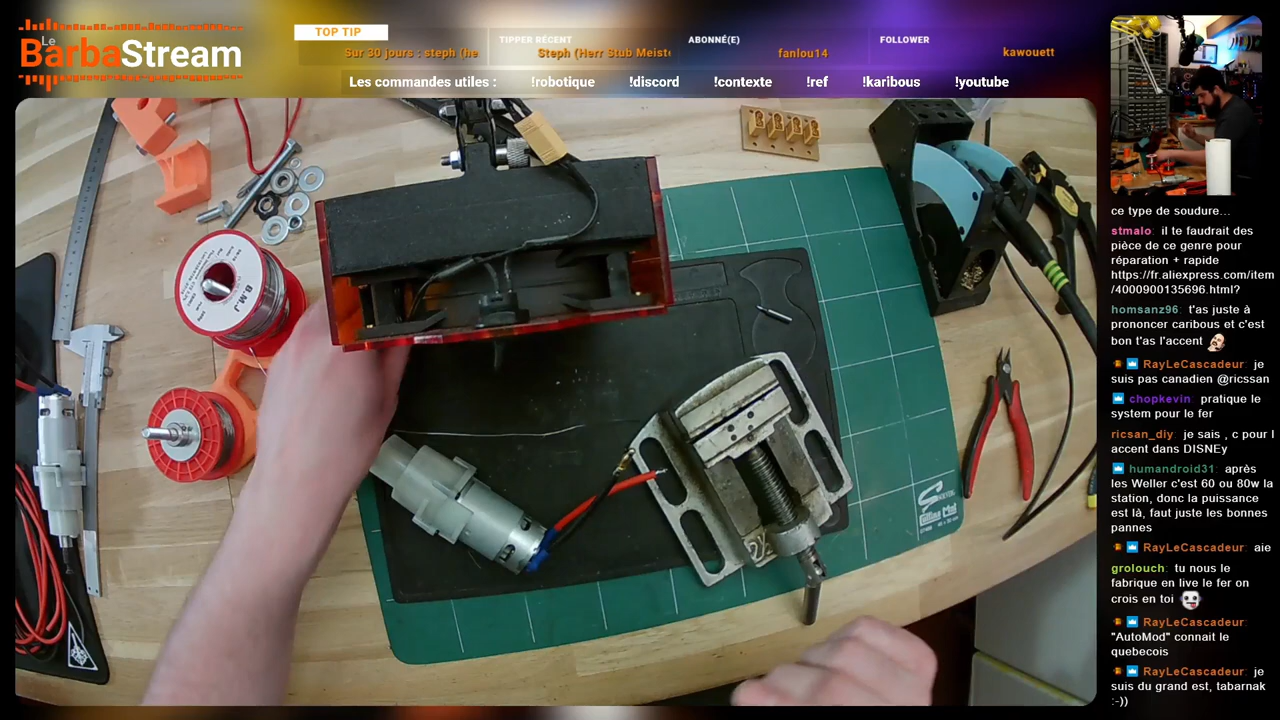 Le
BarbaStream
TOP TIP
Sur 30 jours : steph (he
TIPPER RÉCENT
Steph (Herr Stub Meiste
ABONNÉ(E)
fanlou14
FOLLOWER
kawouett
Les commandes utiles : !robotique !discord !contexte !ref !karibous !youtube
B.M.J
Cutting Mat
ce type de soudure...
stmalo: il te faudrait des
pièce de ce genre pour
réparation + rapide
https://fr.aliexpress.com/item
/4000900135696.html?
homsanz96: t'as juste à
prononcer caribous et c'est
bon t'as l'accent
RayLeCascadeur: je
suis pas canadien @ricssan
chopkevin: pratique le
system pour le fer
ricsan_diy: je sais , c pour l
accent dans DISNEy
humandroid31: après
les Weller c'est 60 ou 80w la
station, donc la puissance
est là, faut juste les bonnes
pannes
RayLeCascadeur: aie
grolouch: tu nous le
fabrique en live le fer on
crois en toi
RayLeCascadeur:
"AutoMod" connait le
quebecois
RayLeCascadeur: je
suis du grand est, tabarnak
:-))